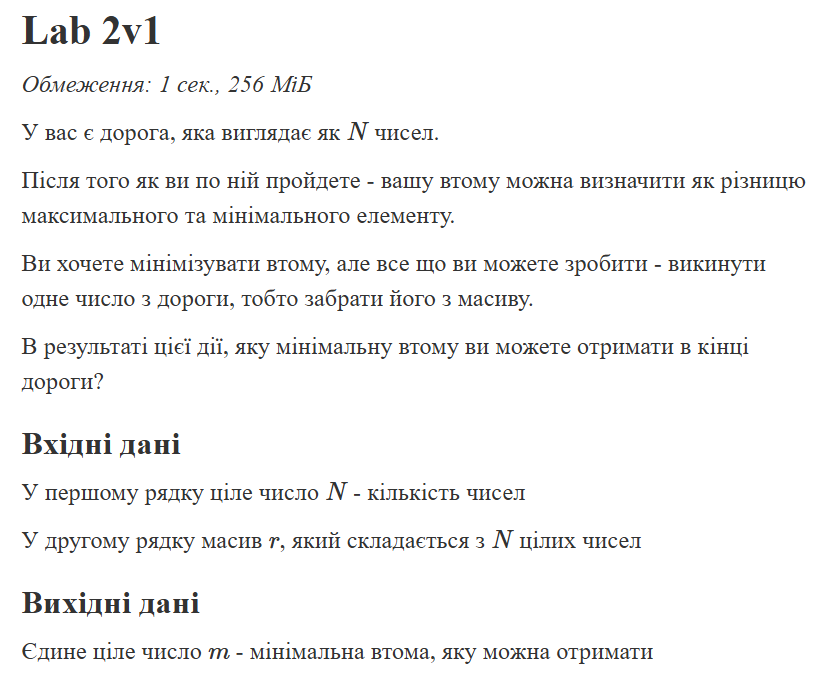 Lab 2v1
Обмеження: 1 сек., 256 МіБ
У вас є дорога, яка виглядає як N чисел.
Після того як ви по ній пройдете - вашу втому можна визначити як різницю
максимального та мінімального елементу.
Ви хочете мінімізувати втому, але все що ви можете зробити - викинути
одне число з дороги, тобто забрати його з масиву.
В результаті цієї дії, яку мінімальну втому ви можете отримати в кінці
дороги?
Вхідні дані
У першому рядку ціле число N - кількість чисел
У другому рядку масив r, який складається з N цілих чисел
Вихідні дані
Єдине ціле число m - мінімальна втома, яку можна отримати